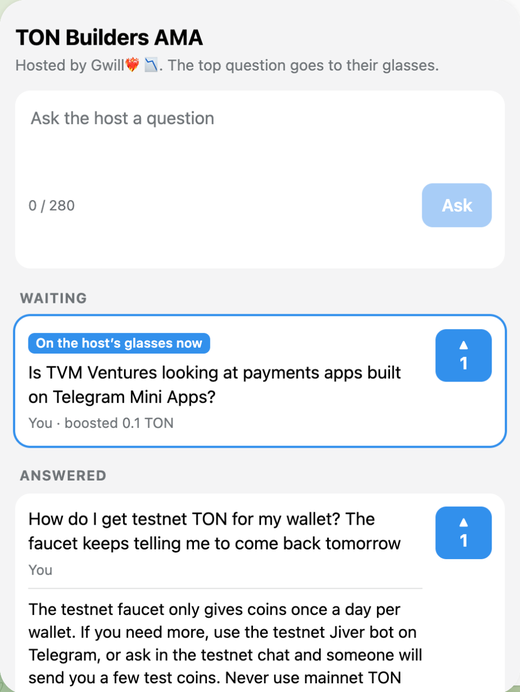 TON Builders AMA
Hosted by Gwill❤️‍🔥 📉. The top question goes to their glasses.
Ask the host a question
0 / 280
Ask
WAITING
On the host's glasses now
▲
1
Is TVM Ventures looking at payments apps built
on Telegram Mini Apps?
You · boosted 0.1 TON
ANSWERED
How do I get testnet TON for my wallet? The
faucet keeps telling me to come back tomorrow
▲
1
You
The testnet faucet only gives coins once a day per
wallet. If you need more, use the testnet Jiver bot on
Telegram, or ask in the testnet chat and someone will
send you a few test coins. Never use mainnet TON